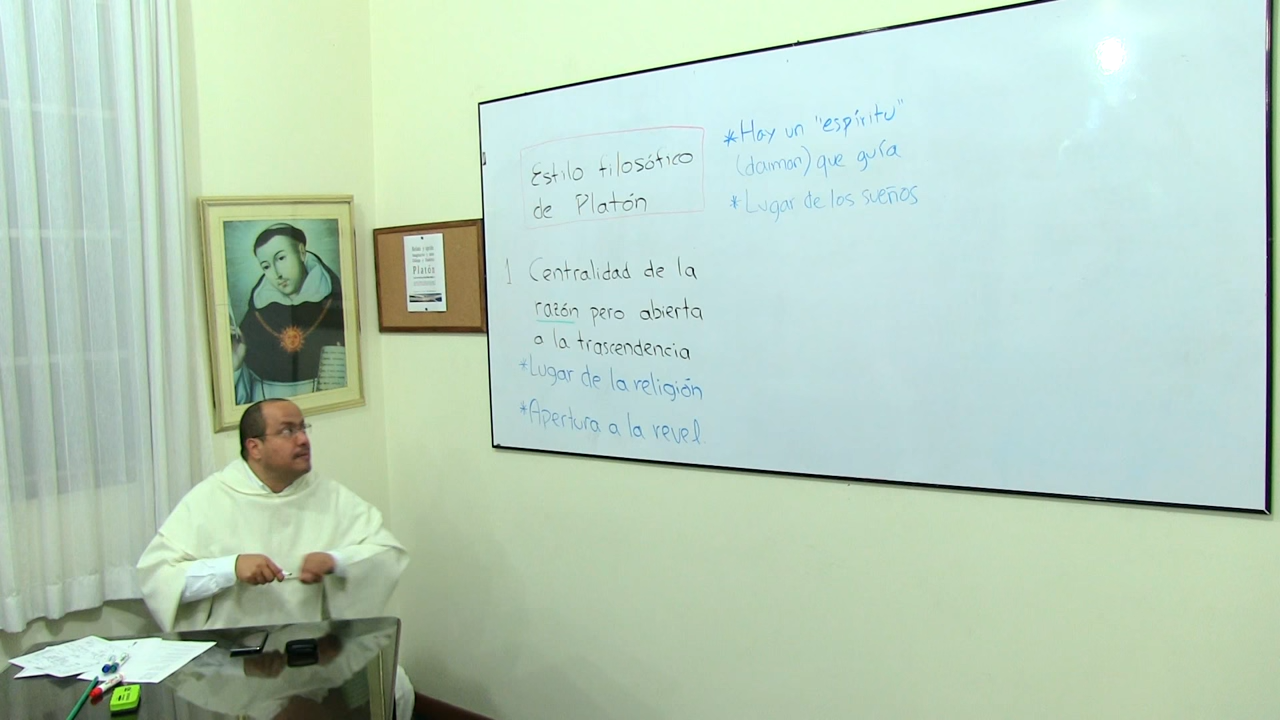 Estilo filosófico
de Platón
1 Centralidad de la
razón pero abierta
a la trascendencia
*Lugar de la religión
*Apertura a la revel.
*Hay un "espíritu"
(daimon) que guía
*Lugar de los sueños
Platón